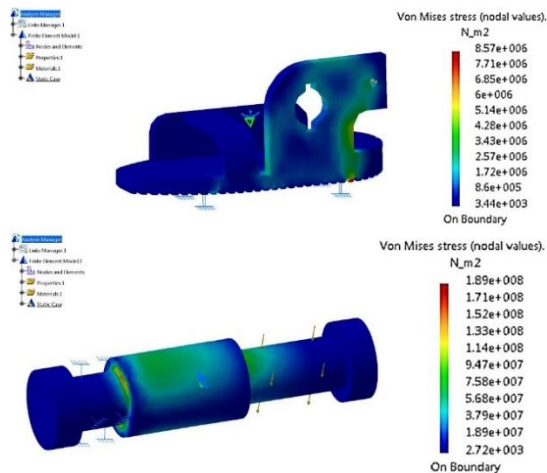 Analysis Manager
Links Manager.1
Finite Element Model.1
Nodes and Elements
Properties.1
Materials.1
Static Case
Von Mises stress (nodal values).
N_m2
8.57e+006
7.71e+006
6.85e+006
6e+006
5.14e+006
4.28e+006
3.43e+006
2.57e+006
1.72e+006
8.6e+005
3.44e+003
On Boundary
Analysis Manager
Links Manager.1
Finite Element Model.1
Nodes and Elements
Properties.1
Materials.1
Static Case
Von Mises stress (nodal values).
N_m2
1.89e+008
1.71e+008
1.52e+008
1.33e+008
1.14e+008
9.47e+007
7.58e+007
5.68e+007
3.79e+007
1.89e+007
2.72e+003
On Boundary